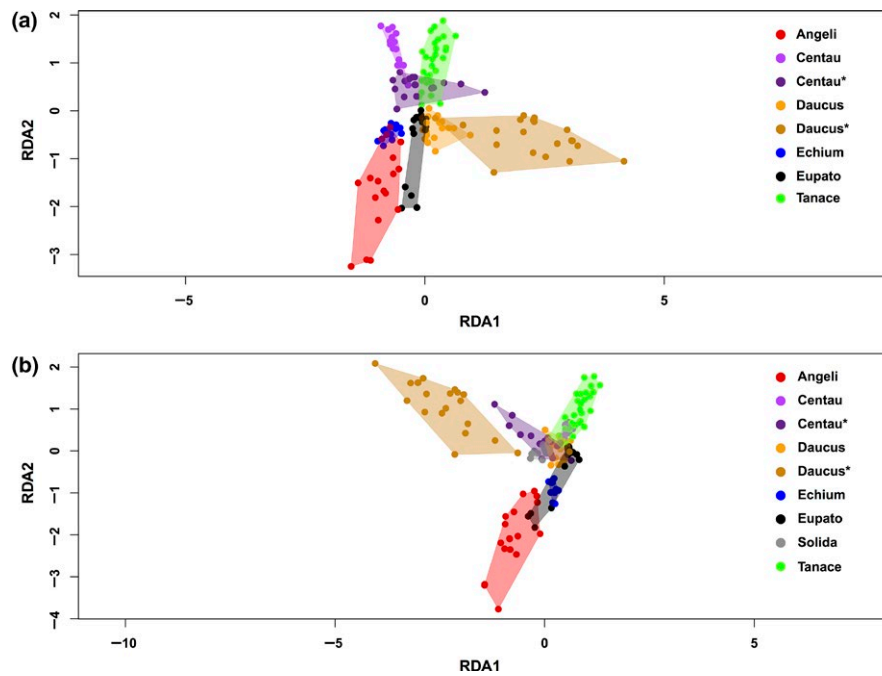 (a)
RDA2
2
1
0
−1
−2
−3
−5
0
5
RDA1
Angeli
Centau
Centau*
Daucus
Daucus*
Echium
Eupato
Tanace
(b)
RDA2
2
1
0
−1
−2
−3
−4
−10
−5
0
5
RDA1
Angeli
Centau
Centau*
Daucus
Daucus*
Echium
Eupato
Solida
Tanace